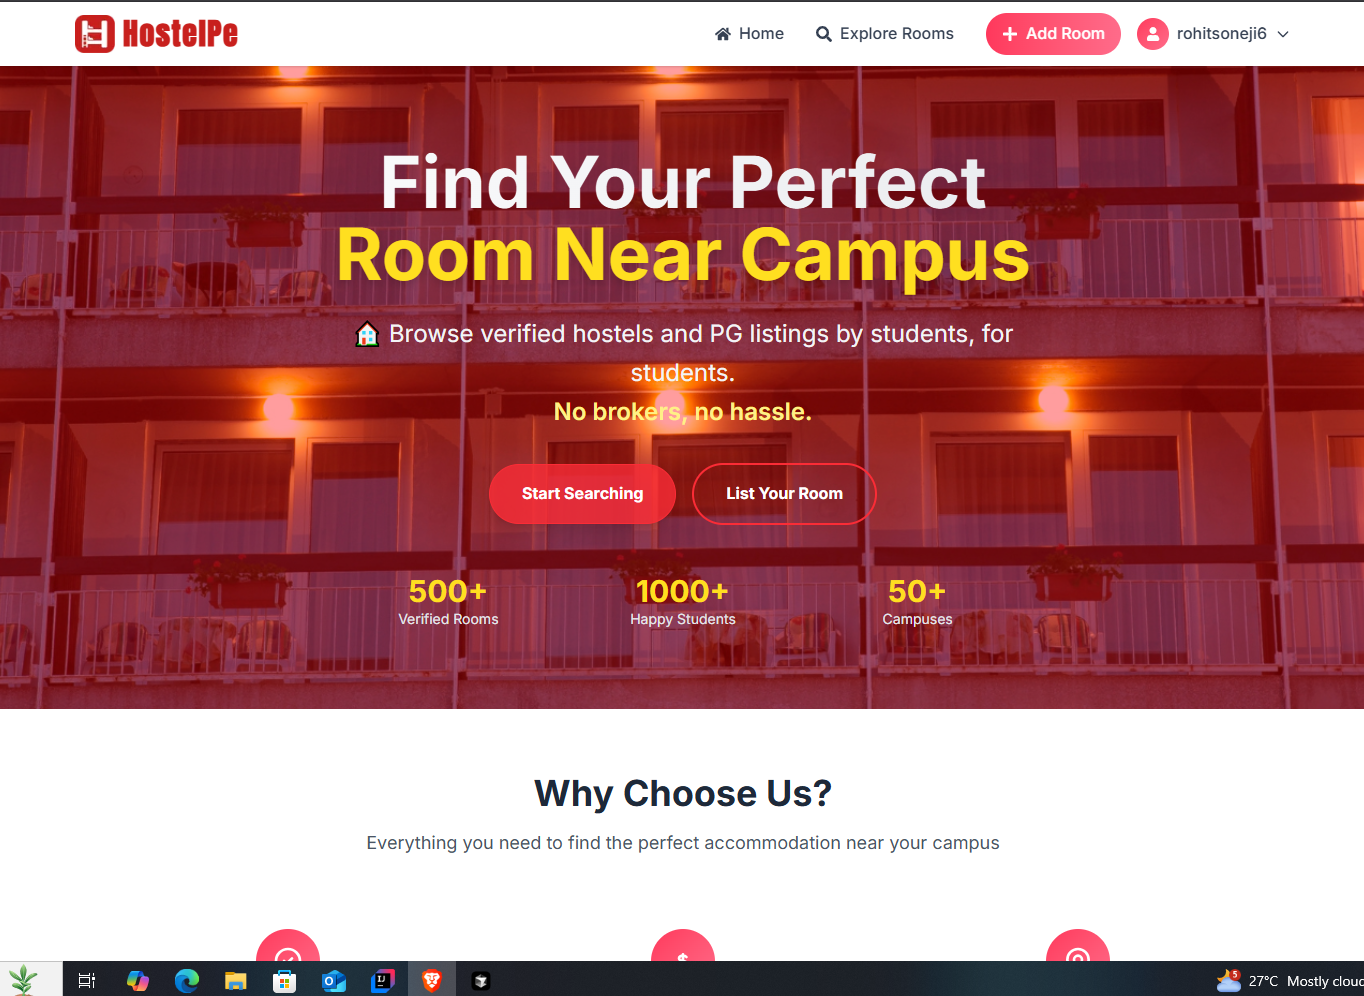 HostelPe
Home
Explore Rooms
Add Room
rohitsoneji6
Find Your Perfect
Room Near Campus
Browse verified hostels and PG listings by students, for
students.
No brokers, no hassle.
Start Searching
List Your Room
500+
Verified Rooms
1000+
Happy Students
50+
Campuses
Why Choose Us?
Everything you need to find the perfect accommodation near your campus
$
5
27°C Mostly cloud